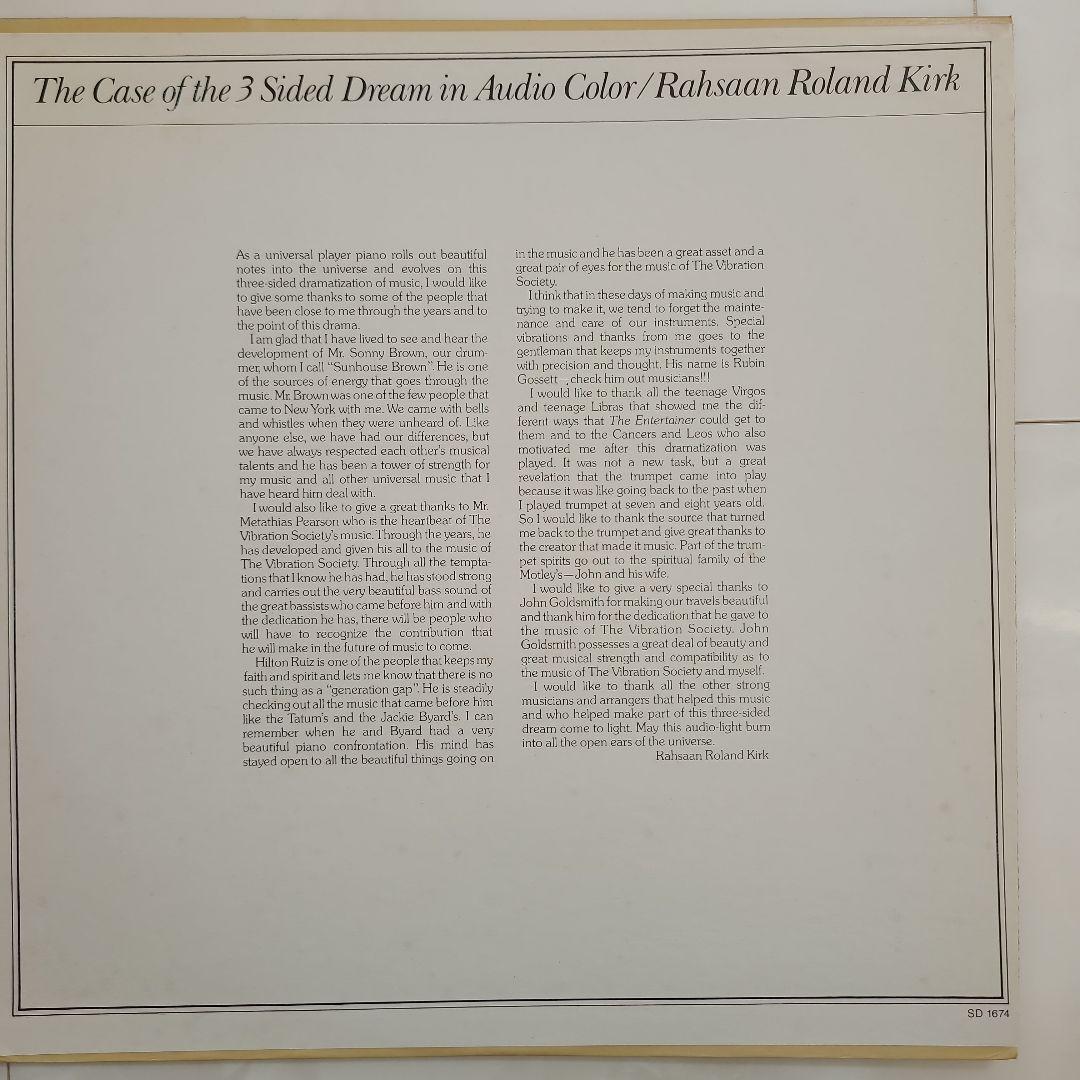 The Case of the 3 Sided Dream in Audio Color/Rahsaan Roland Kirk
As a universal player piano rolls out beautiful
notes into the universe and evolves on this
three-sided dramatization of music, I would like
to give some thanks to some of the people that
have been close to me through the years and to
the point of this drama.
I am glad that I have lived to see and hear the
development of Mr. Sonny Brown, our drum-
mer, whom I call "Sunhouse Brown". He is one
of the sources of energy that goes through the
music. Mr. Brown was one of the few people that
came to New York with me. We came with bells
and whistles when they were unheard of. Like
anyone else, we have had our differences, but
we have always respected each other's musical
talents and he has been a tower of strength for
my music and all other universal music that I
have heard him deal with.
I would also like to give a great thanks to Mr.
Metathias Pearson who is the heartbeat of The
Vibration Society's music. Through the years, he
has developed and given his all to the music of
The Vibration Society. Through all the tempta-
tions that I know he has had, he has stood strong
and carries out the very beautiful bass sound of
the great bassists who came before him and with
the dedication he has, there will be people who
will have to recognize the contribution that
he will make in the future of music to come.
Hilton Ruiz is one of the people that keeps my
faith and spirit and lets me know that there is no
such thing as a "generation gap". He is steadily
checking out all the music that came before him
like the Tatum's and the Jackie Byard's. I can
remember when he and Byard had a very
beautiful piano confrontation. His mind has
stayed open to all the beautiful things going on
in the music and he has been a great asset and a
great pair of eyes for the music of The Vibration
Society.
I think that in these days of making music and
trying to make it, we tend to forget the mainte-
nance and care of our instruments. Special
vibrations and thanks from me goes to the
gentleman that keeps my instruments together
with precision and thought. His name is Rubin
Gossett , check him out musicians!!!
I would like to thank all the teenage Virgos
and teenage Libras that showed me the dif-
ferent ways that The Entertainer could get to
them and to the Cancers and Leos who also
motivated me after this dramatization was
played. It was not a new task, but a great
revelation that the trumpet came into play
because it was like going back to the past when
I played trumpet at seven and eight years old.
So I would like to thank the source that turned
me back to the trumpet and give great thanks to
the creator that made it music. Part of the trum-
pet spirits go out to the spiritual family of the
Motley's—John and his wife.
I would like to give a very special thanks to
John Goldsmith for making our travels beautiful
and thank him for the dedication that he gave to
the music of The Vibration Society. John
Goldsmith possesses a great deal of beauty and
great musical strength and compatibility as to
the music of The Vibration Society and myself.
I would like to thank all the other strong
musicians and arrangers that helped this music
and who helped make part of this three-sided
dream come to light. May this audio-light burn
into all the open ears of the universe.
Rahsaan Roland Kirk
SD 1674